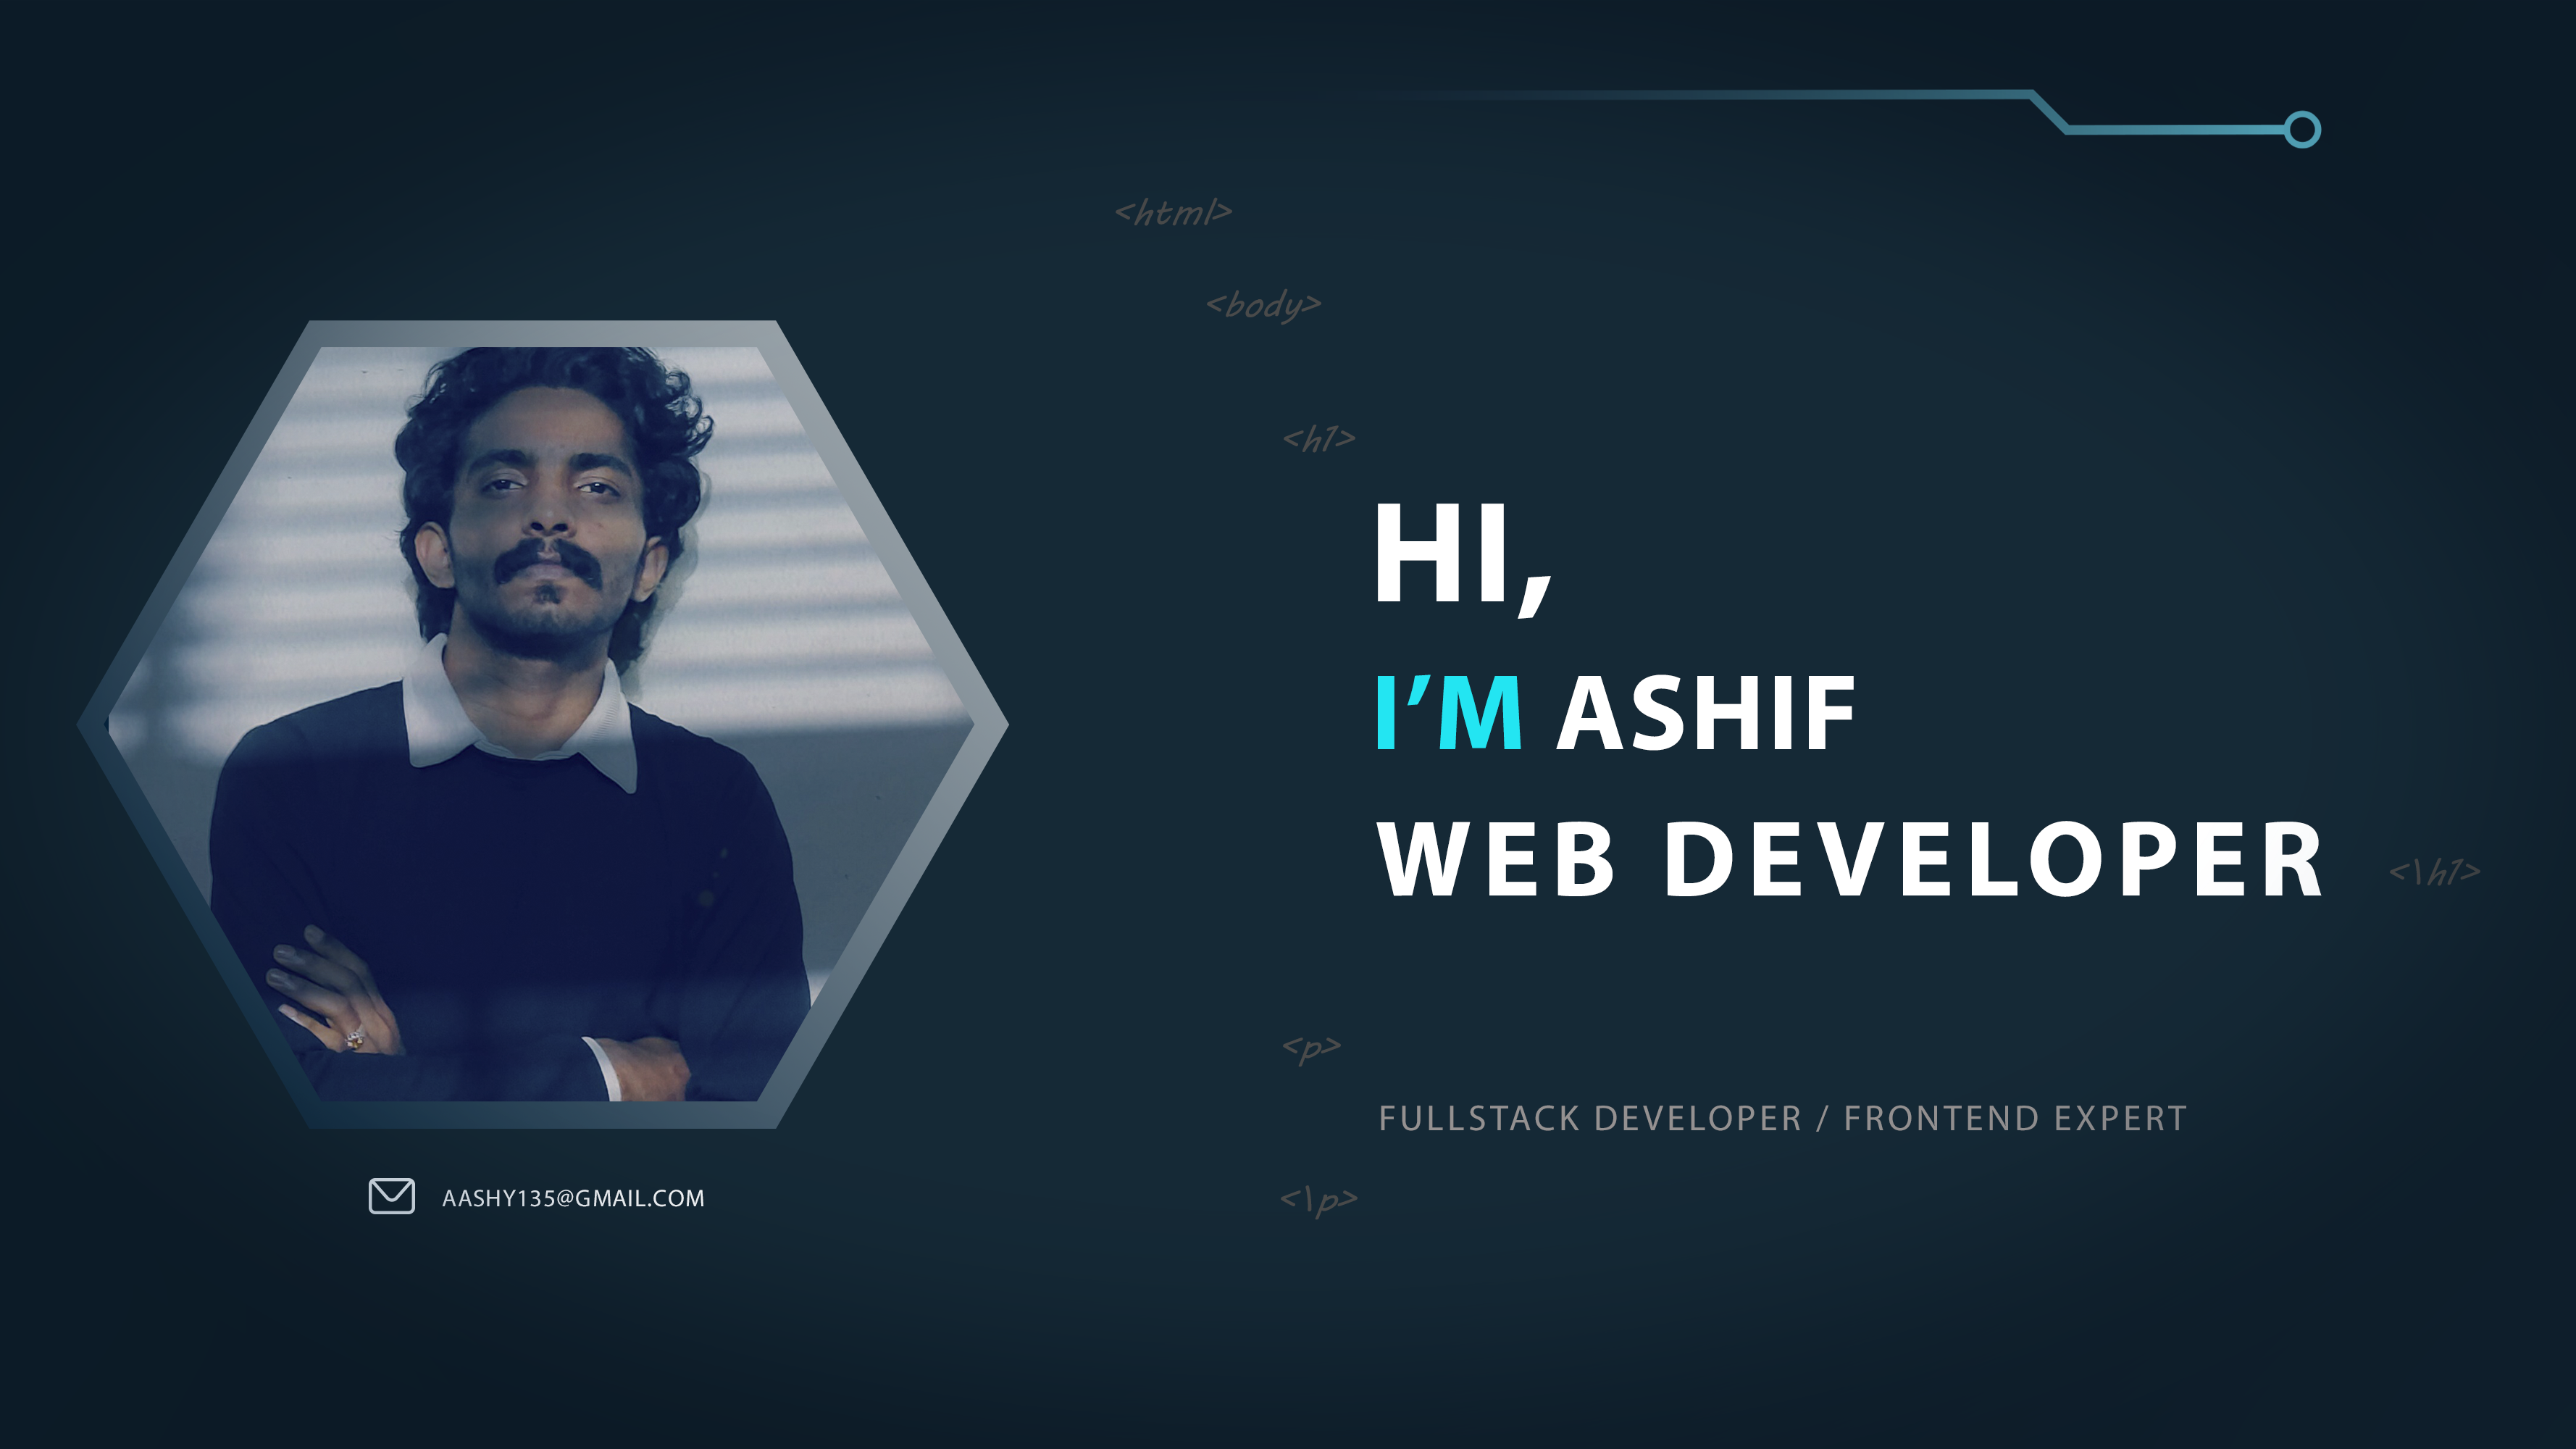 <html>
<body>
<h1>
HI,
I’M ASHIF
WEB DEVELOPER
<\h1>
<p>
FULLSTACK DEVELOPER / FRONTEND EXPERT
<\p>
AASHY135@GMAIL.COM